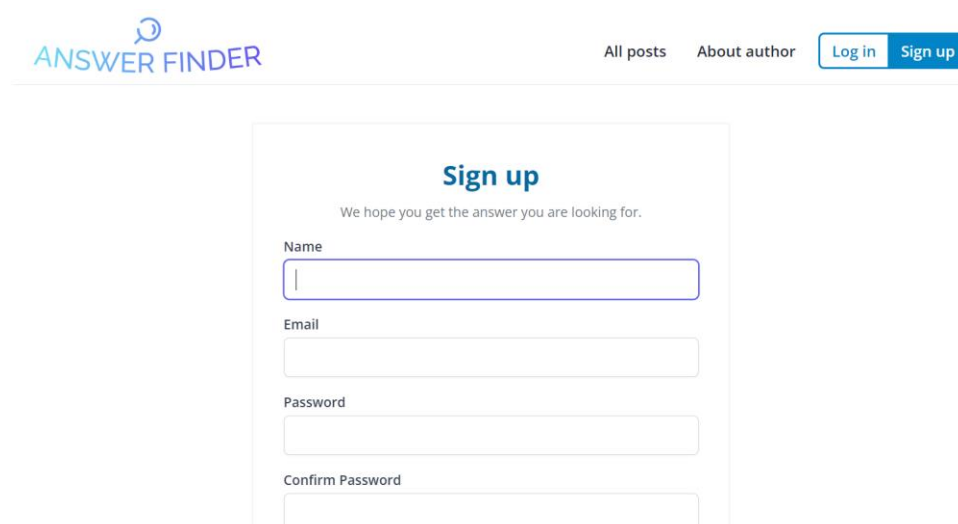 ANSWER FINDER
All posts About author Log in Sign up
Sign up
We hope you get the answer you are looking for.
Name
Email
Password
Confirm Password